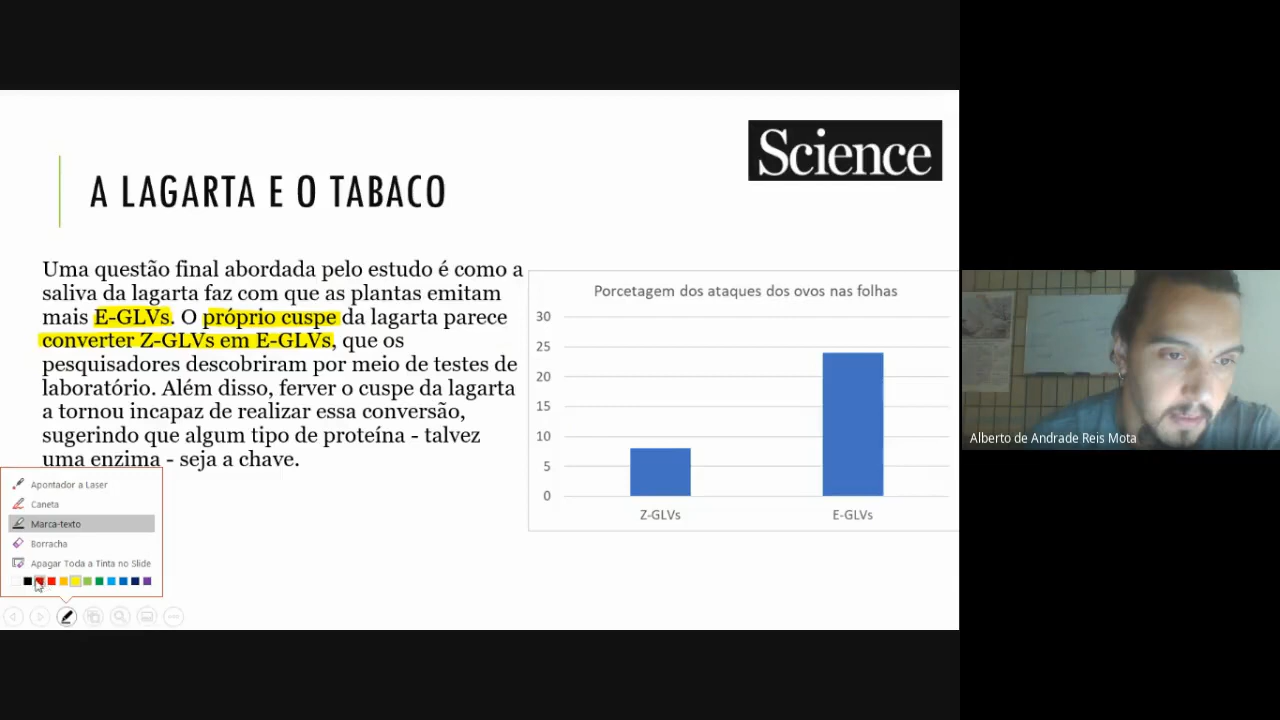 Science
A LAGARTA E O TABACO
Uma questão final abordada pelo estudo é como a
saliva da lagarta faz com que as plantas emitam
mais E-GLVs. O próprio cuspe da lagarta parece
converter Z-GLVs em E-GLVs, que os
pesquisadores descobriram por meio de testes de
laboratório. Além disso, ferver o cuspe da lagarta
a tornou incapaz de realizar essa conversão,
sugerindo que algum tipo de proteína - talvez
uma enzima - seja a chave.
Porcetagem dos ataques dos ovos nas folhas
30
25
20
15
10
5
0
Z-GLVs E-GLVs
Apontador a Laser
Caneta
Marca-texto
Borracha
Apagar Toda a Tinta no Slide
Alberto de Andrade Reis Mota